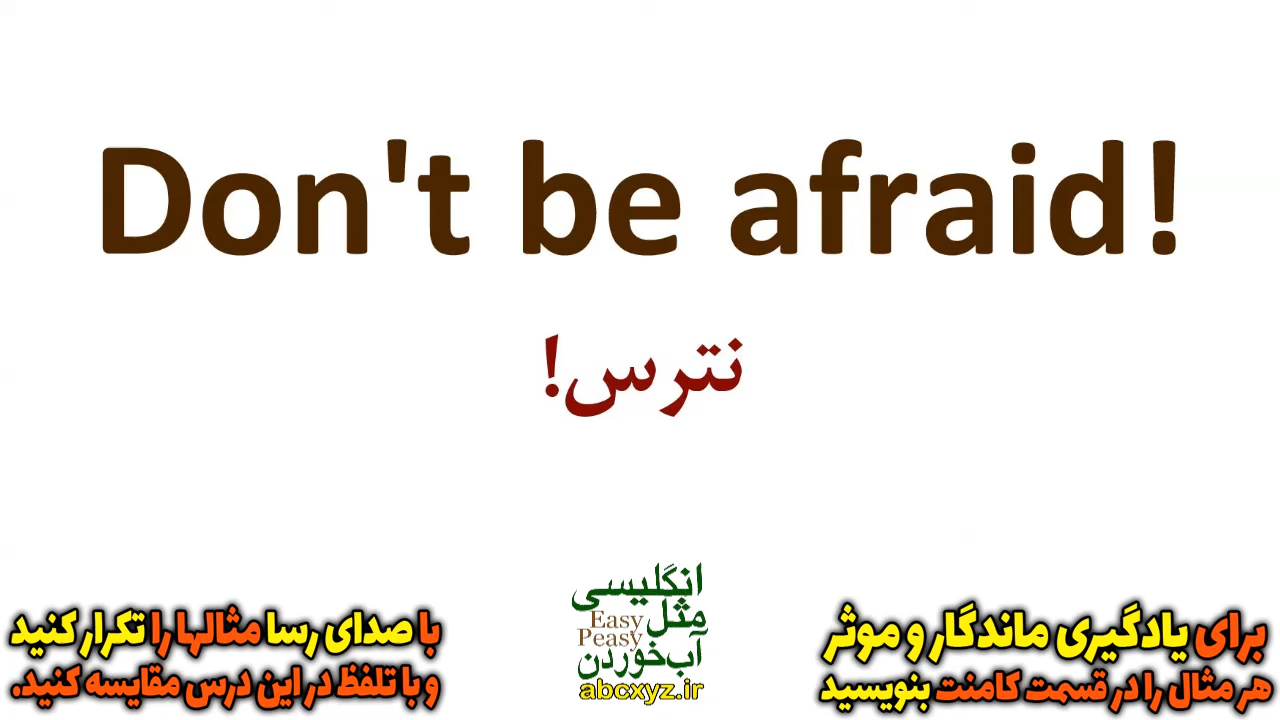 Don't be afraid!
نترس!
برای یادگیری ماندگار و موثر
هر مثال را در قسمت کامنت بنویسید
انگلیسی
مثل
Easy
Peasy
آب‌خوردن
abcxyz.ir
با صدای رسا مثالها را تکرار کنید
و با تلفظ در این درس مقایسه کنید.